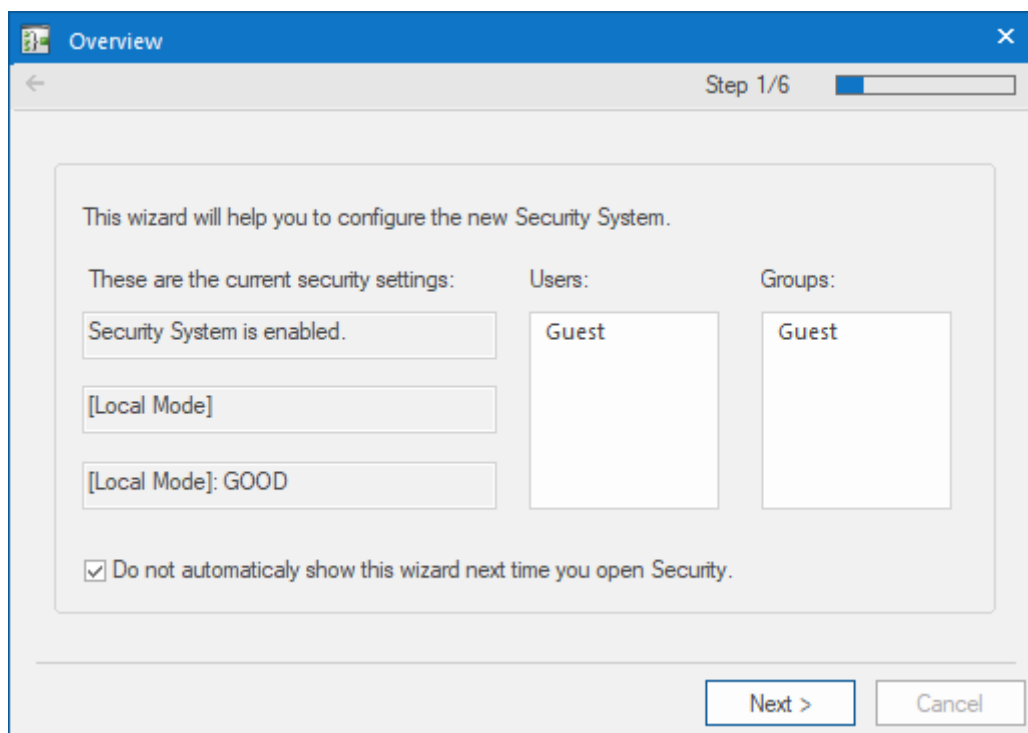 Overview
Step 1/6
This wizard will help you to configure the new Security System.
These are the current security settings:
Users:
Groups:
Security System is enabled.
Guest
Guest
[Local Mode]
[Local Mode]: GOOD
Do not automaticaly show this wizard next time you open Security.
Next >
Cancel